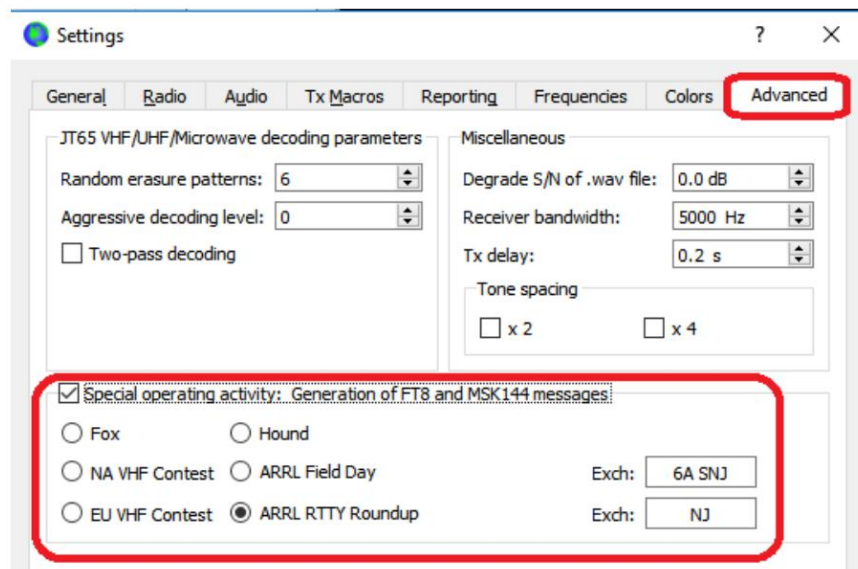 Settings
?
General Radio Audio Tx Macros Reporting Frequencies Colors Advanced
JT65 VHF/UHF/Microwave decoding parameters
Random erasure patterns: 6
Aggressive decoding level: 0
Two-pass decoding
Miscellaneous
Degrade S/N of .wav file: 0.0 dB
Receiver bandwidth: 5000 Hz
Tx delay: 0.2 s
Tone spacing
x 2 x 4
Special operating activity: Generation of FT8 and MSK144 messages
Fox Hound
NA VHF Contest ARRL Field Day Exch: 6A SNJ
EU VHF Contest ARRL RTTY Roundup Exch: NJ